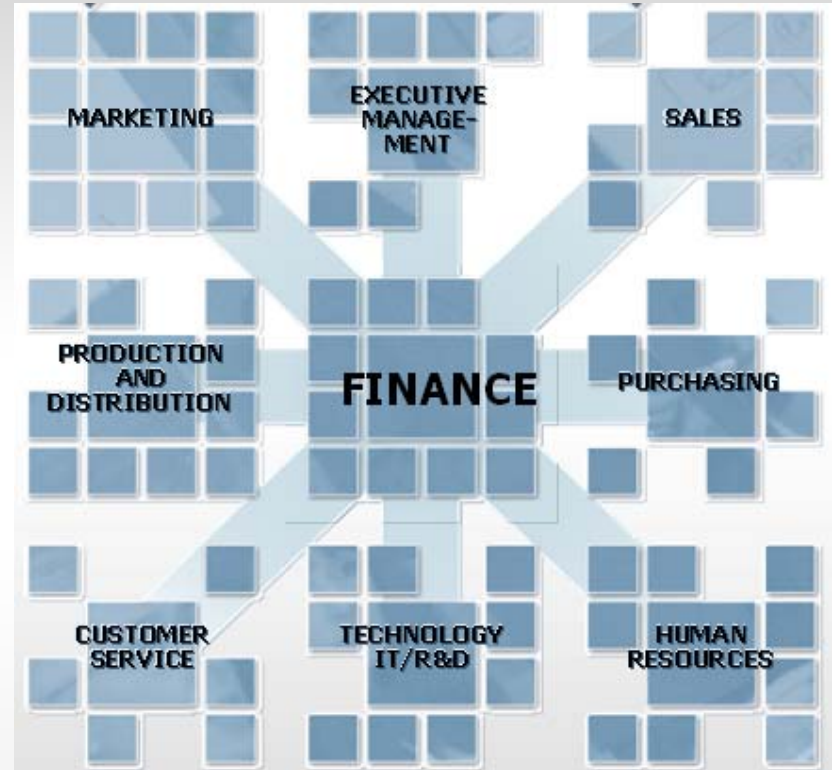 MARKETING
EXECUTIVE
MANAGE-
MENT
SALES
PRODUCTION
AND
DISTRIBUTION
FINANCE
PURCHASING
CUSTOMER
SERVICE
TECHNOLOGY
IT/R&D
HUMAN
RESOURCES